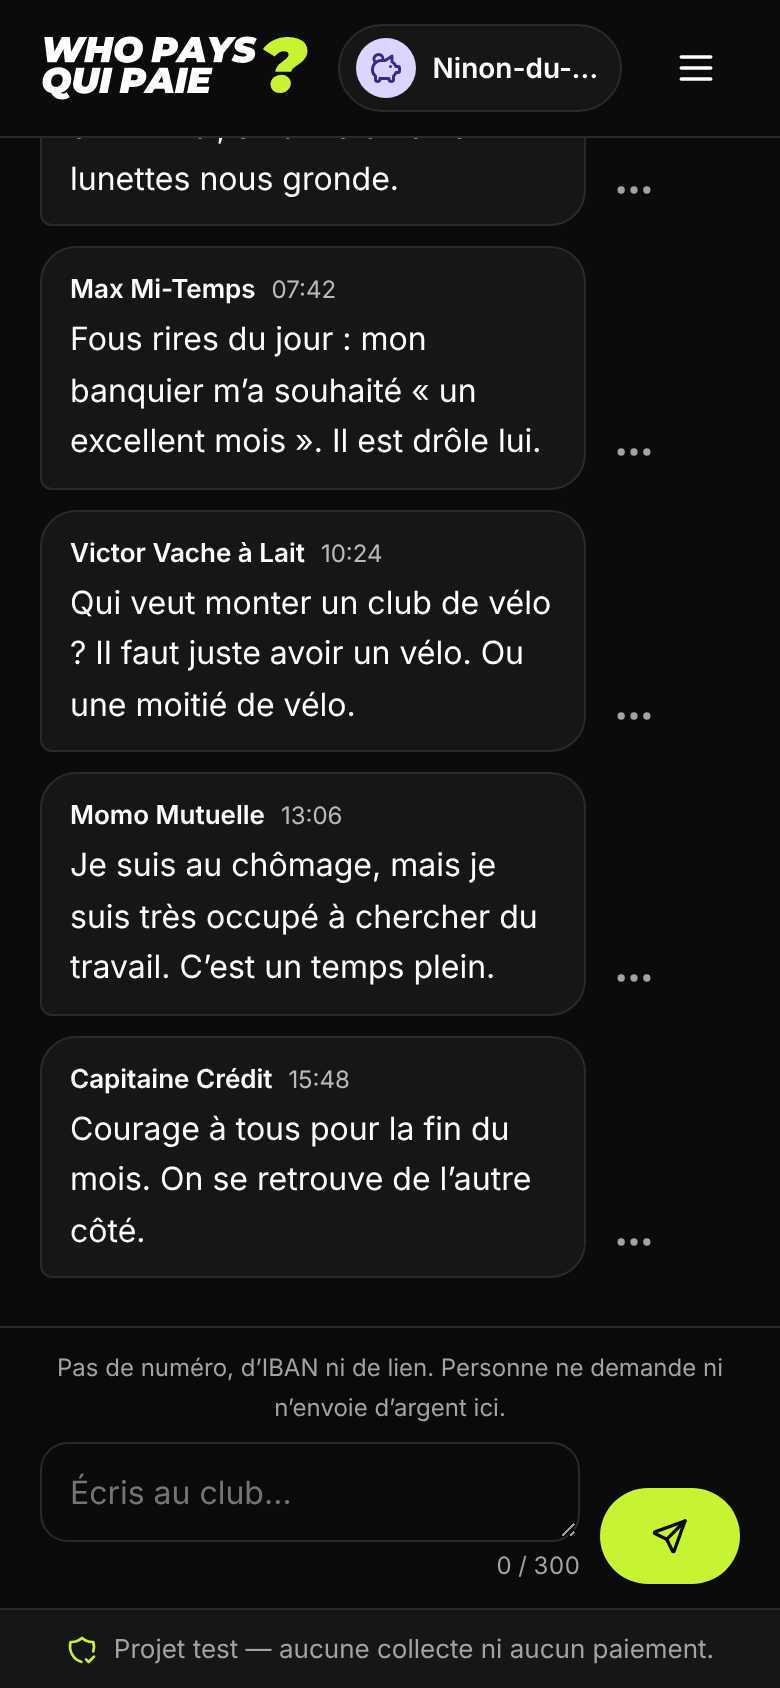 WHO PAYS
QUI PAIE ?
Ninon-du-...
lunettes nous gronde.
Max Mi-Temps 07:42
Fous rires du jour : mon
banquier m’a souhaité « un
excellent mois ». Il est drôle lui.
Victor Vache à Lait 10:24
Qui veut monter un club de vélo
? Il faut juste avoir un vélo. Ou
une moitié de vélo.
Momo Mutuelle 13:06
Je suis au chômage, mais je
suis très occupé à chercher du
travail. C’est un temps plein.
Capitaine Crédit 15:48
Courage à tous pour la fin du
mois. On se retrouve de l’autre
côté.
Pas de numéro, d’IBAN ni de lien. Personne ne demande ni
n’envoie d’argent ici.
Écris au club...
0 / 300
Projet test — aucune collecte ni aucun paiement.